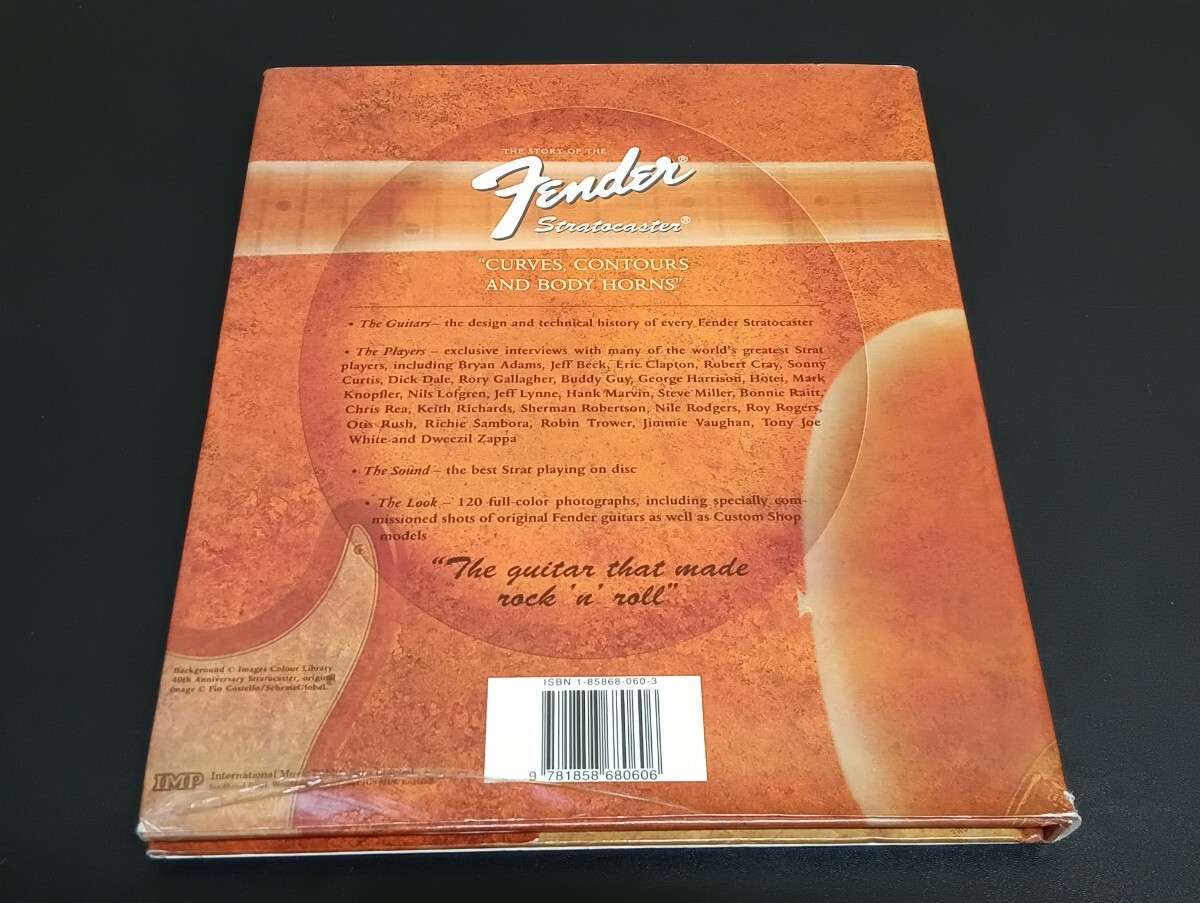 THE STORY OF THE
Fender®
Stratocaster®
"CURVES, CONTOURS
AND BODY HORNS"
• The Guitars – the design and technical history of every Fender Stratocaster
• The Players – exclusive interviews with many of the world's greatest Strat
players, including Bryan Adams, Jeff Beck, Eric Clapton, Robert Cray, Sonny
Curtis, Dick Dale, Rory Gallagher, Buddy Guy, George Harrison, Hotei, Mark
Knopfler, Nils Lofgren, Jeff Lynne, Hank Marvin, Steve Miller, Bonnie Raitt,
Chris Rea, Keith Richards, Sherman Robertson, Nile Rodgers, Roy Rogers,
Otis Rush, Richie Sambora, Robin Trower, Jimmie Vaughan, Tony Joe
White and Dweezil Zappa
• The Sound – the best Strat playing on disc
• The Look – 120 full-color photographs, including specially com-
missioned shots of original Fender guitars as well as Custom Shop
models
"The guitar that made
rock 'n' roll"
Background © Images Colour Library.
40th Anniversary Stratocaster, original
image © Fin Costello/SchemeGlobal.
ISBN 1-85868-060-3
9 781858 680606
IMP
International Music